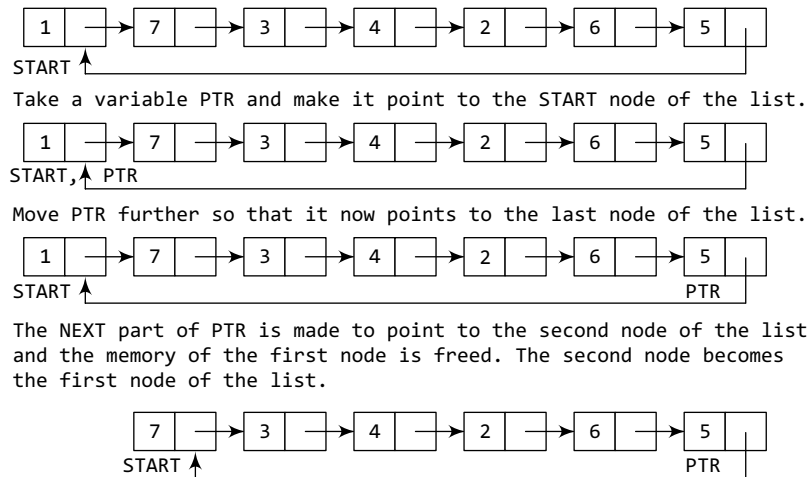 1 7 3 4 2 6 5
START
Take a variable PTR and make it point to the START node of the list.
1 7 3 4 2 6 5
START, PTR
Move PTR further so that it now points to the last node of the list.
1 7 3 4 2 6 5
START PTR
The NEXT part of PTR is made to point to the second node of the list
and the memory of the first node is freed. The second node becomes
the first node of the list.
7 3 4 2 6 5
START PTR